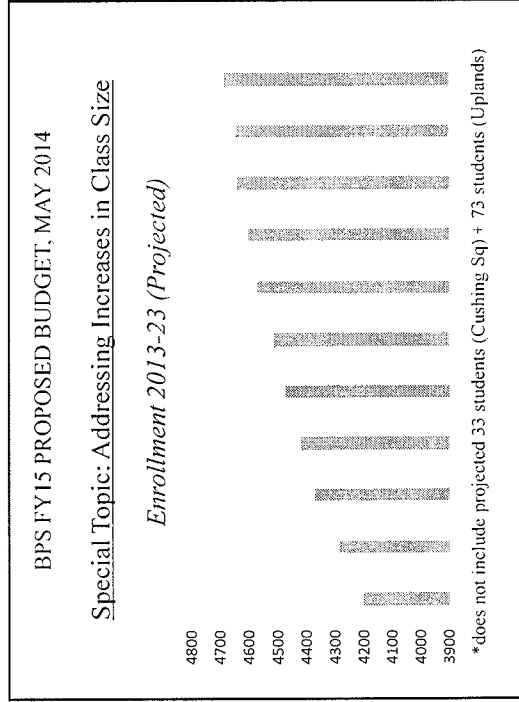 BPS FY15 PROPOSED BUDGET, MAY 2014
Special Topic: Addressing Increases in Class Size
Enrollment 2013-23 (Projected)
4800
4700
4600
4500
4400
4300
4200
4100
4000
3900
*does not include projected 33 students (Cushing Sq) + 73 students (Uplands)